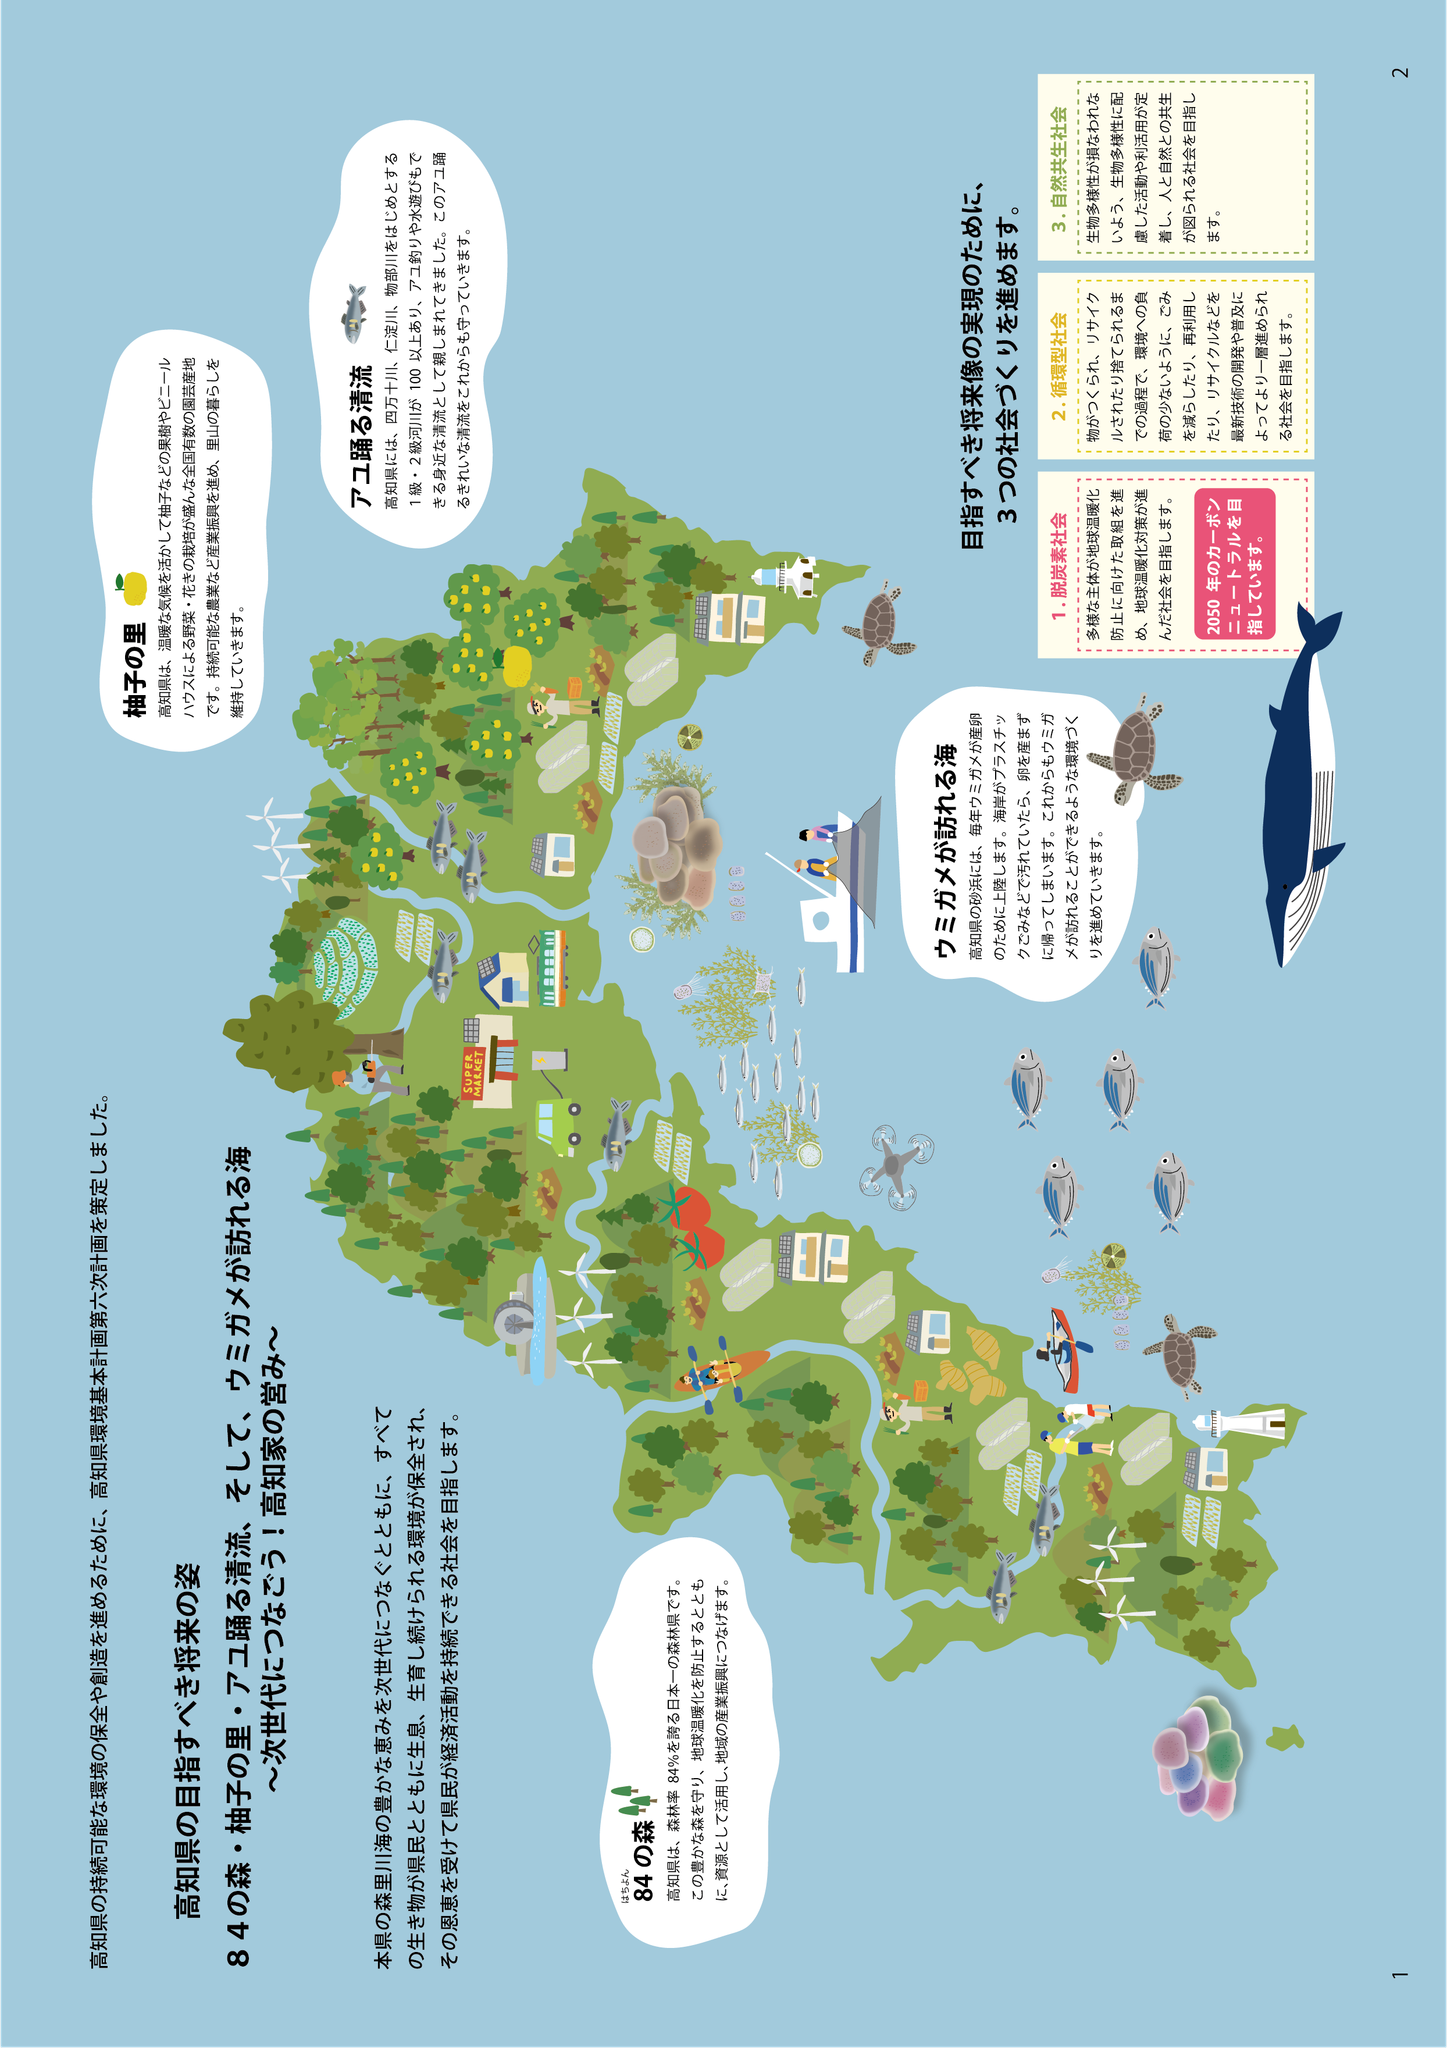 高知県の持続可能な環境の保全や創造を進めるために、高知県環境基本計画第六次計画を策定しました。
高知県の目指すべき将来の姿
８４の森・柚子の里・アユ踊る清流、そして、ウミガメが訪れる海
～次世代につなごう！高知家の営み～
本県の森里川海の豊かな恵みを次世代につなぐとともに、すべて
の生き物が県民とともに生息、生育し続けられる環境が保全され、
その恩恵を受けて県民が経済活動を持続できる社会を目指します。
柚子の里
高知県は、温暖な気候を活かして柚子などの果樹やビニール
ハウスによる野菜・花きの栽培が盛んな全国有数の園芸産地
です。持続可能な農業など産業振興を進め、里山の暮らしを
維持していきます。
アユ踊る清流
高知県には、四万十川、仁淀川、物部川をはじめとする
１級・２級河川が 100 以上あり、アユ釣りや水遊びもで
きる身近な清流として親しまれてきました。このアユ踊
るきれいな清流をこれからも守っていきます。
SUPER
MARKET
はちよん
84 の森
高知県は、森林率 84%を誇る日本一の森林県です。
この豊かな森を守り、地球温暖化を防止するととも
に、資源として活用し、地域の産業振興につなげます。
ウミガメが訪れる海
高知県の砂浜には、毎年ウミガメが産卵
のために上陸します。海岸がプラスチッ
クごみなどで汚れていたら、卵を産まず
に帰ってしまいます。これからもウミガ
メが訪れることができるような環境づく
りを進めていきます。
目指すべき将来像の実現のために、
３つの社会づくりを進めます。
1. 脱炭素社会
多様な主体が地球温暖化
防止に向けた取組を進
め、地球温暖化対策が進
んだ社会を目指します。
2050 年のカーボン
ニュートラルを目
指しています。
2. 循環型社会
物がつくられ、リサイク
ルされたり捨てられるま
での過程で、環境への負
荷の少ないように、ごみ
を減らしたり、再利用し
たり、リサイクルなどを
最新技術の開発や普及に
よってより一層進められ
る社会を目指します。
3. 自然共生社会
生物多様性が損なわれな
いよう、生物多様性に配
慮した活動や利活用が定
着し、人と自然との共生
が図られる社会を目指し
ます。
1
2